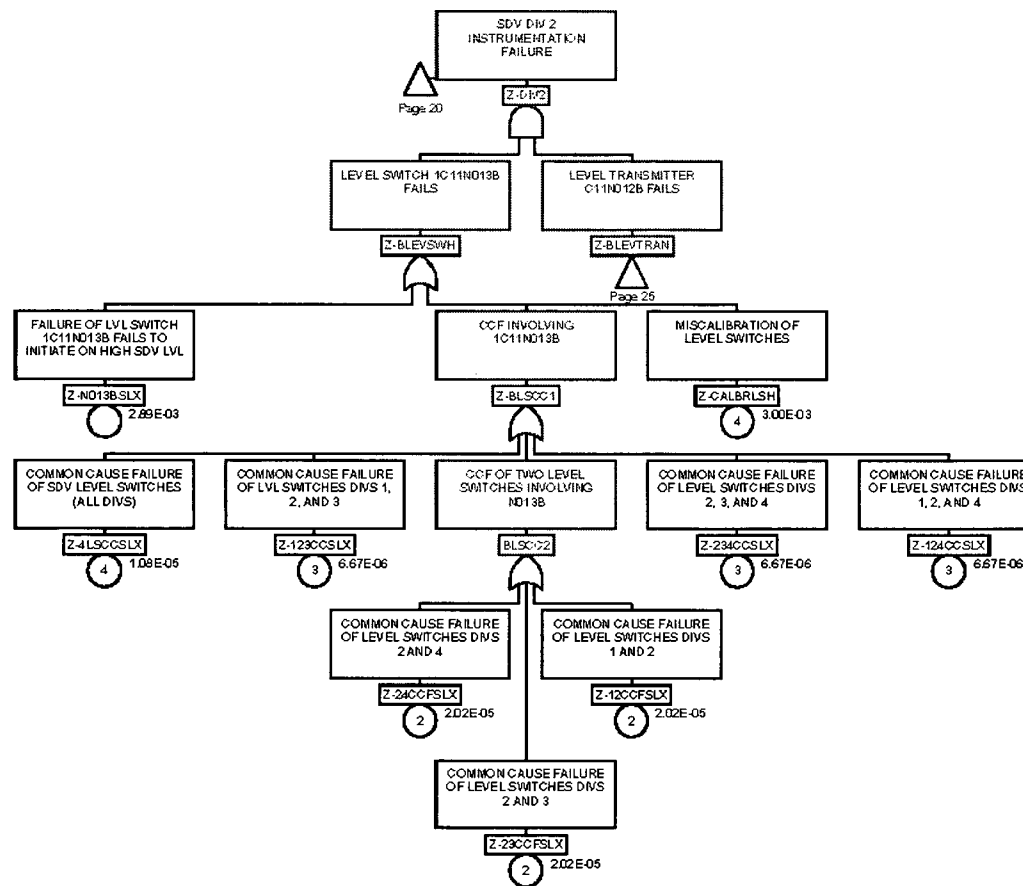 SDV DIV 2
INSTRUMENTATION
FAILURE
Page 20
Z-DIV2
LEVEL SWITCH 1C11N013B
FAILS
Z-BLEVSWH
LEVEL TRANSMITTER
C11N012B FAILS
Z-BLEVTRAN
Page 25
FAILURE OF LVL SWITCH
1C11N013B FAILS TO
INITIATE ON HIGH SDV LVL
Z-N013BSLX
2.89E-03
CCF INVOLVING
1C11N013B
Z-BLSCC1
MISCALIBRATION OF
LEVEL SWITCHES
Z-CALBRLSH
4
3.00E-03
COMMON CAUSE FAILURE
OF SDV LEVEL SWITCHES
(ALL DIVS)
Z-4LSCCSLX
4
1.08E-05
COMMON CAUSE FAILURE
OF LVL SWITCHES DIVS 1,
2, AND 3
Z-123CCSLX
3
6.67E-06
CCF OF TWO LEVEL
SWITCHES INVOLVING
N013B
BLSCC2
COMMON CAUSE FAILURE
OF LEVEL SWITCHES DIVS
2, 3, AND 4
Z-234CCSLX
3
6.67E-06
COMMON CAUSE FAILURE
OF LEVEL SWITCHES DIVS
1, 2, AND 4
Z-124CCSLX
3
6.67E-06
COMMON CAUSE FAILURE
OF LEVEL SWITCHES DIVS
2 AND 4
Z-24CCFSLX
2
2.02E-05
COMMON CAUSE FAILURE
OF LEVEL SWITCHES DIVS
1 AND 2
Z-12CCFSLX
2
2.02E-05
COMMON CAUSE FAILURE
OF LEVEL SWITCHES DIVS
2 AND 3
Z-23CCFSLX
2
2.02E-05